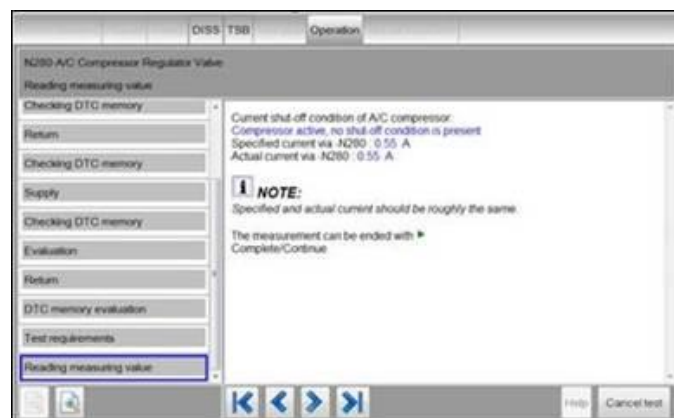 DISS TSB Operation
N280-A/C Compressor Regulator Valve
Reading measuring value
Checking DTC memory
Return
Checking DTC memory
Supply
Checking DTC memory
Evaluation
Return
DTC memory evaluation
Test requirements
Reading measuring value
Current shut-off condition of A/C compressor:
Compressor active, no shut-off condition is present
Specified current via -N280 : 0.55 A
Actual current via -N280 : 0.55 A
i NOTE:
Specified and actual current should be roughly the same.
The measurement can be ended with
Complete/Continue
Help Cancel test